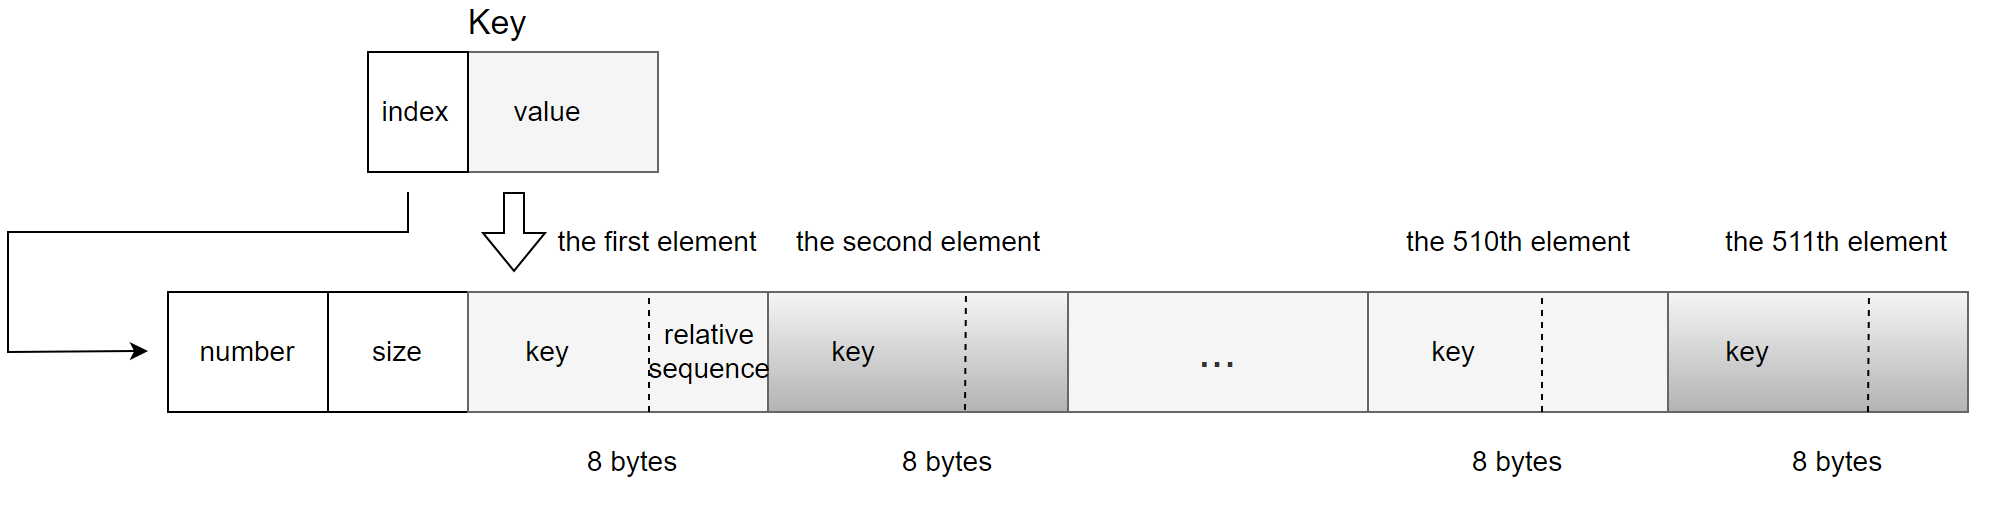 Key
index value
the first element the second element the 510th element the 511th element
number size key relative sequence key ... key key
8 bytes 8 bytes 8 bytes 8 bytes